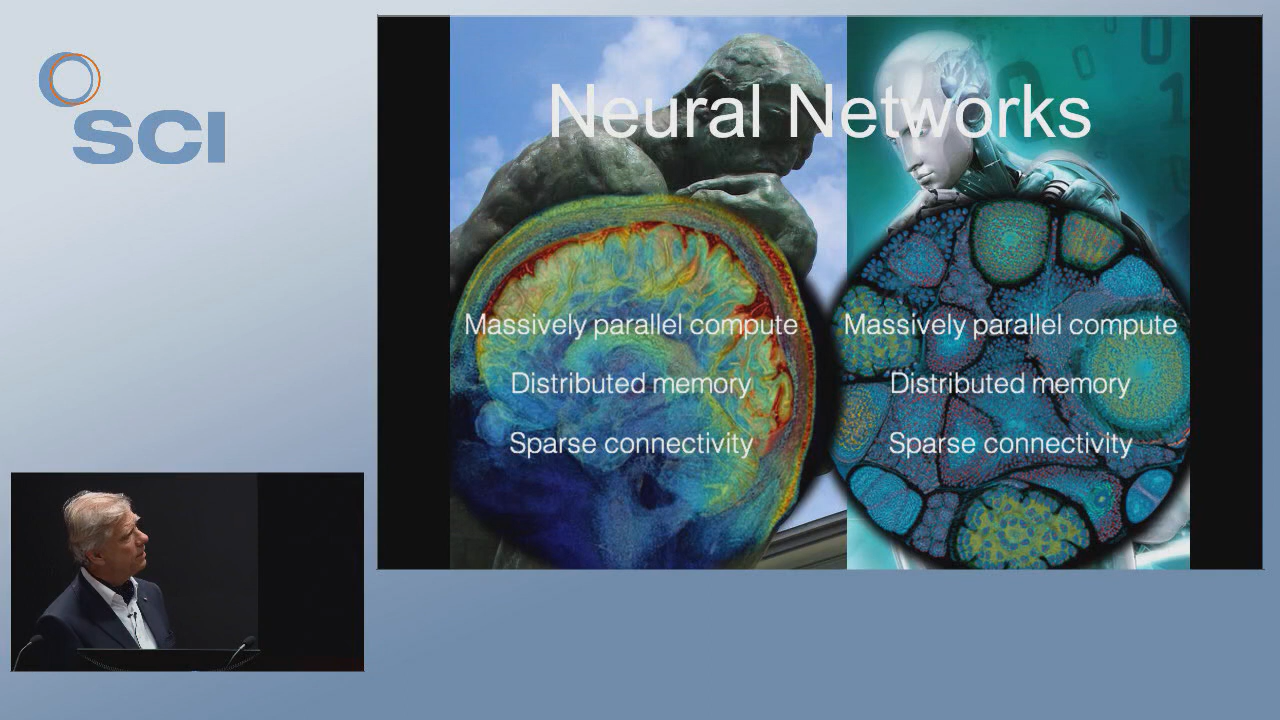 SCI
Neural Networks
Massively parallel compute
Distributed memory
Sparse connectivity
Massively parallel compute
Distributed memory
Sparse connectivity